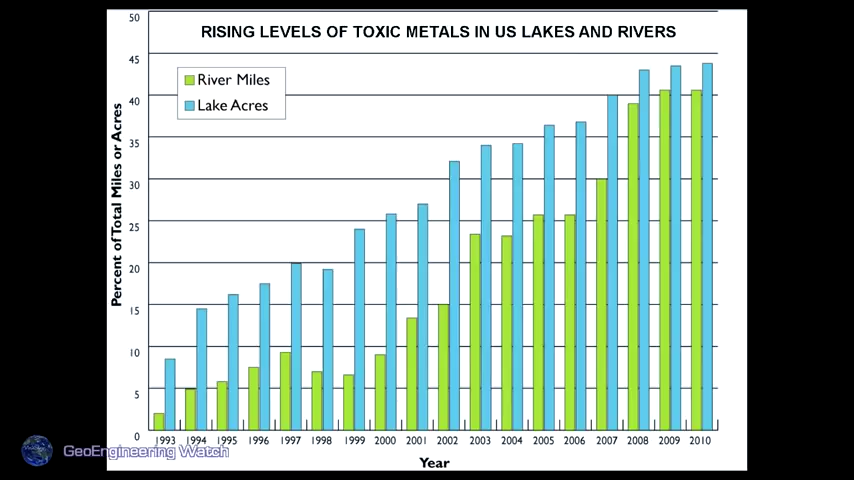 RISING LEVELS OF TOXIC METALS IN US LAKES AND RIVERS
River Miles
Lake Acres
Percent of Total Miles or Acres
50
45
40
35
30
25
20
15
10
5
0
1993 1994 1995 1996 1997 1998 1999 2000 2001 2002 2003 2004 2005 2006 2007 2008 2009 2010
Year
GeoEngineering Watch